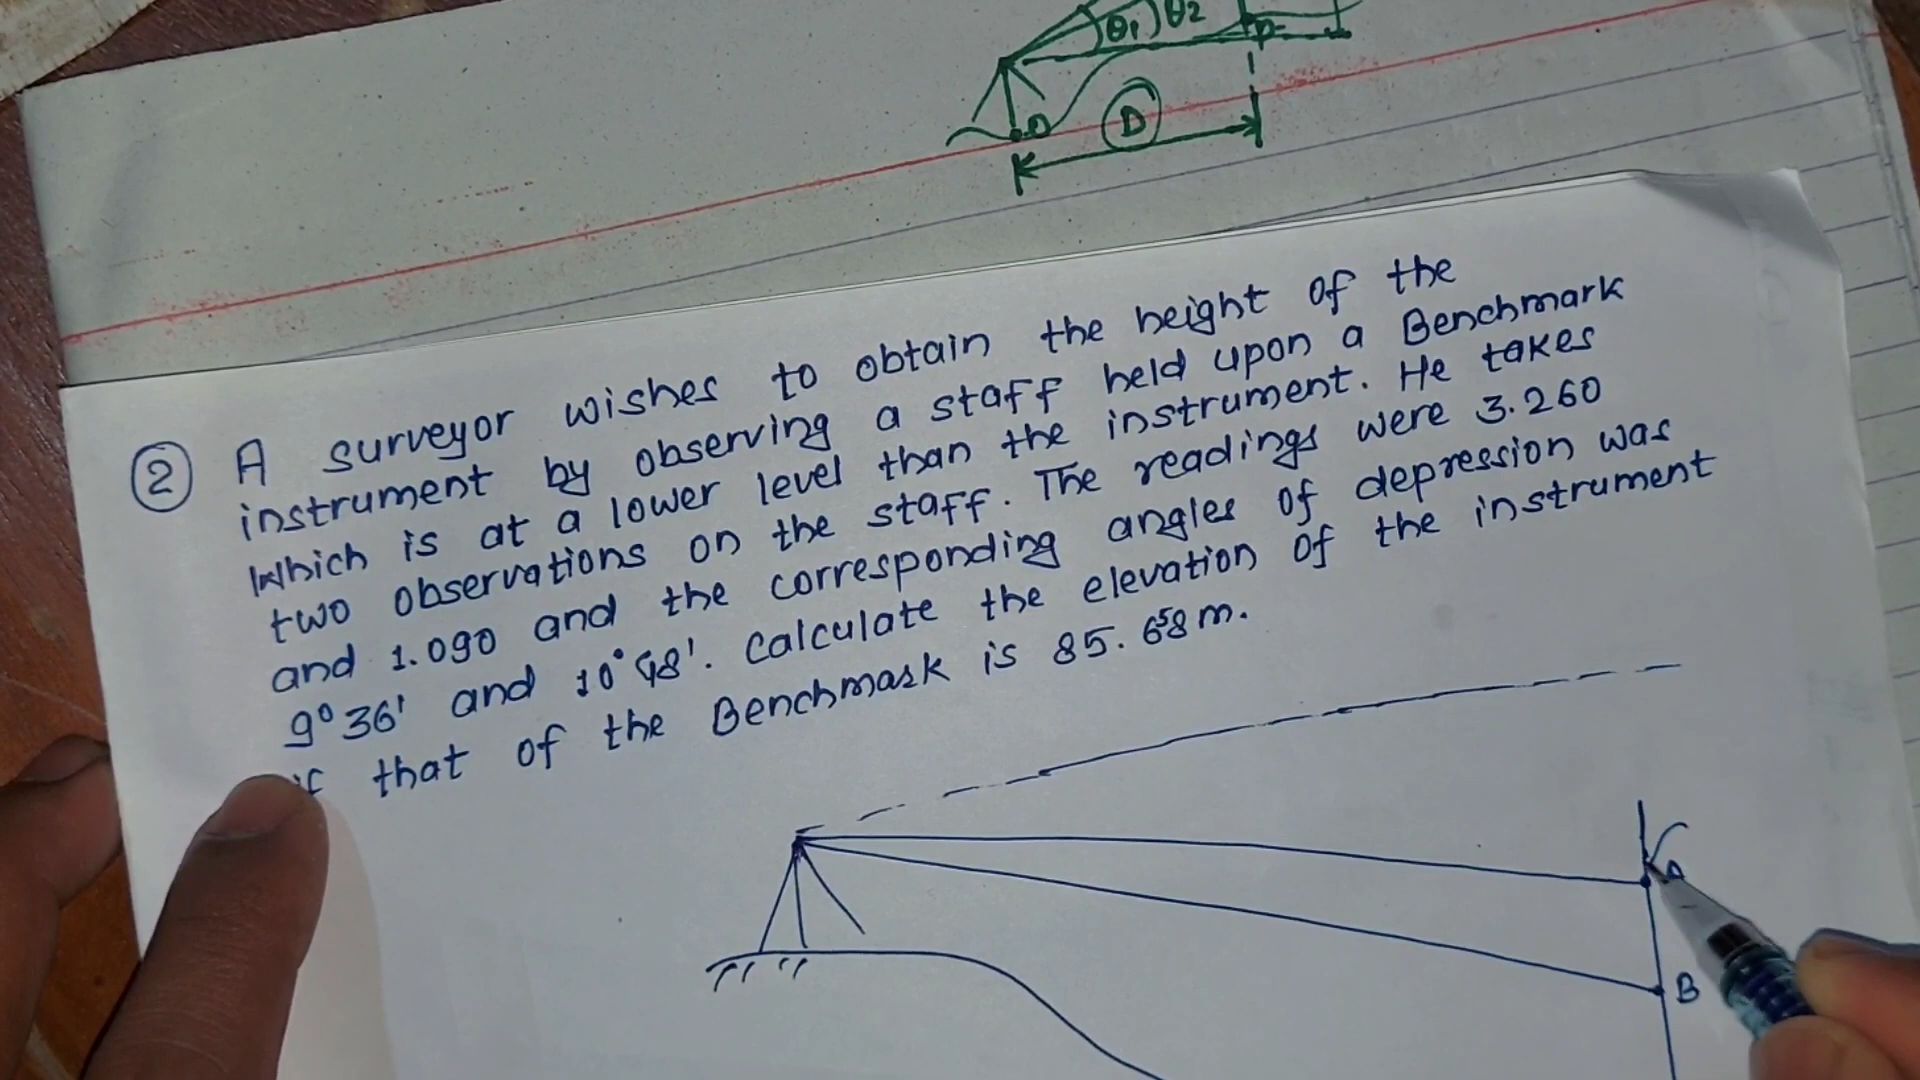 θ1 θ2
D
② A surveyor wishes to obtain the height of the
instrument by observing a staff held upon a Benchmark
Which is at a lower level than the instrument. He takes
two observations on the staff. The readings were 3.260
and 1.090 and the corresponding angles of depression was
9° 36' and 10° 48'. Calculate the elevation of the instrument
if that of the Benchmark is 85.658 m.
A
B